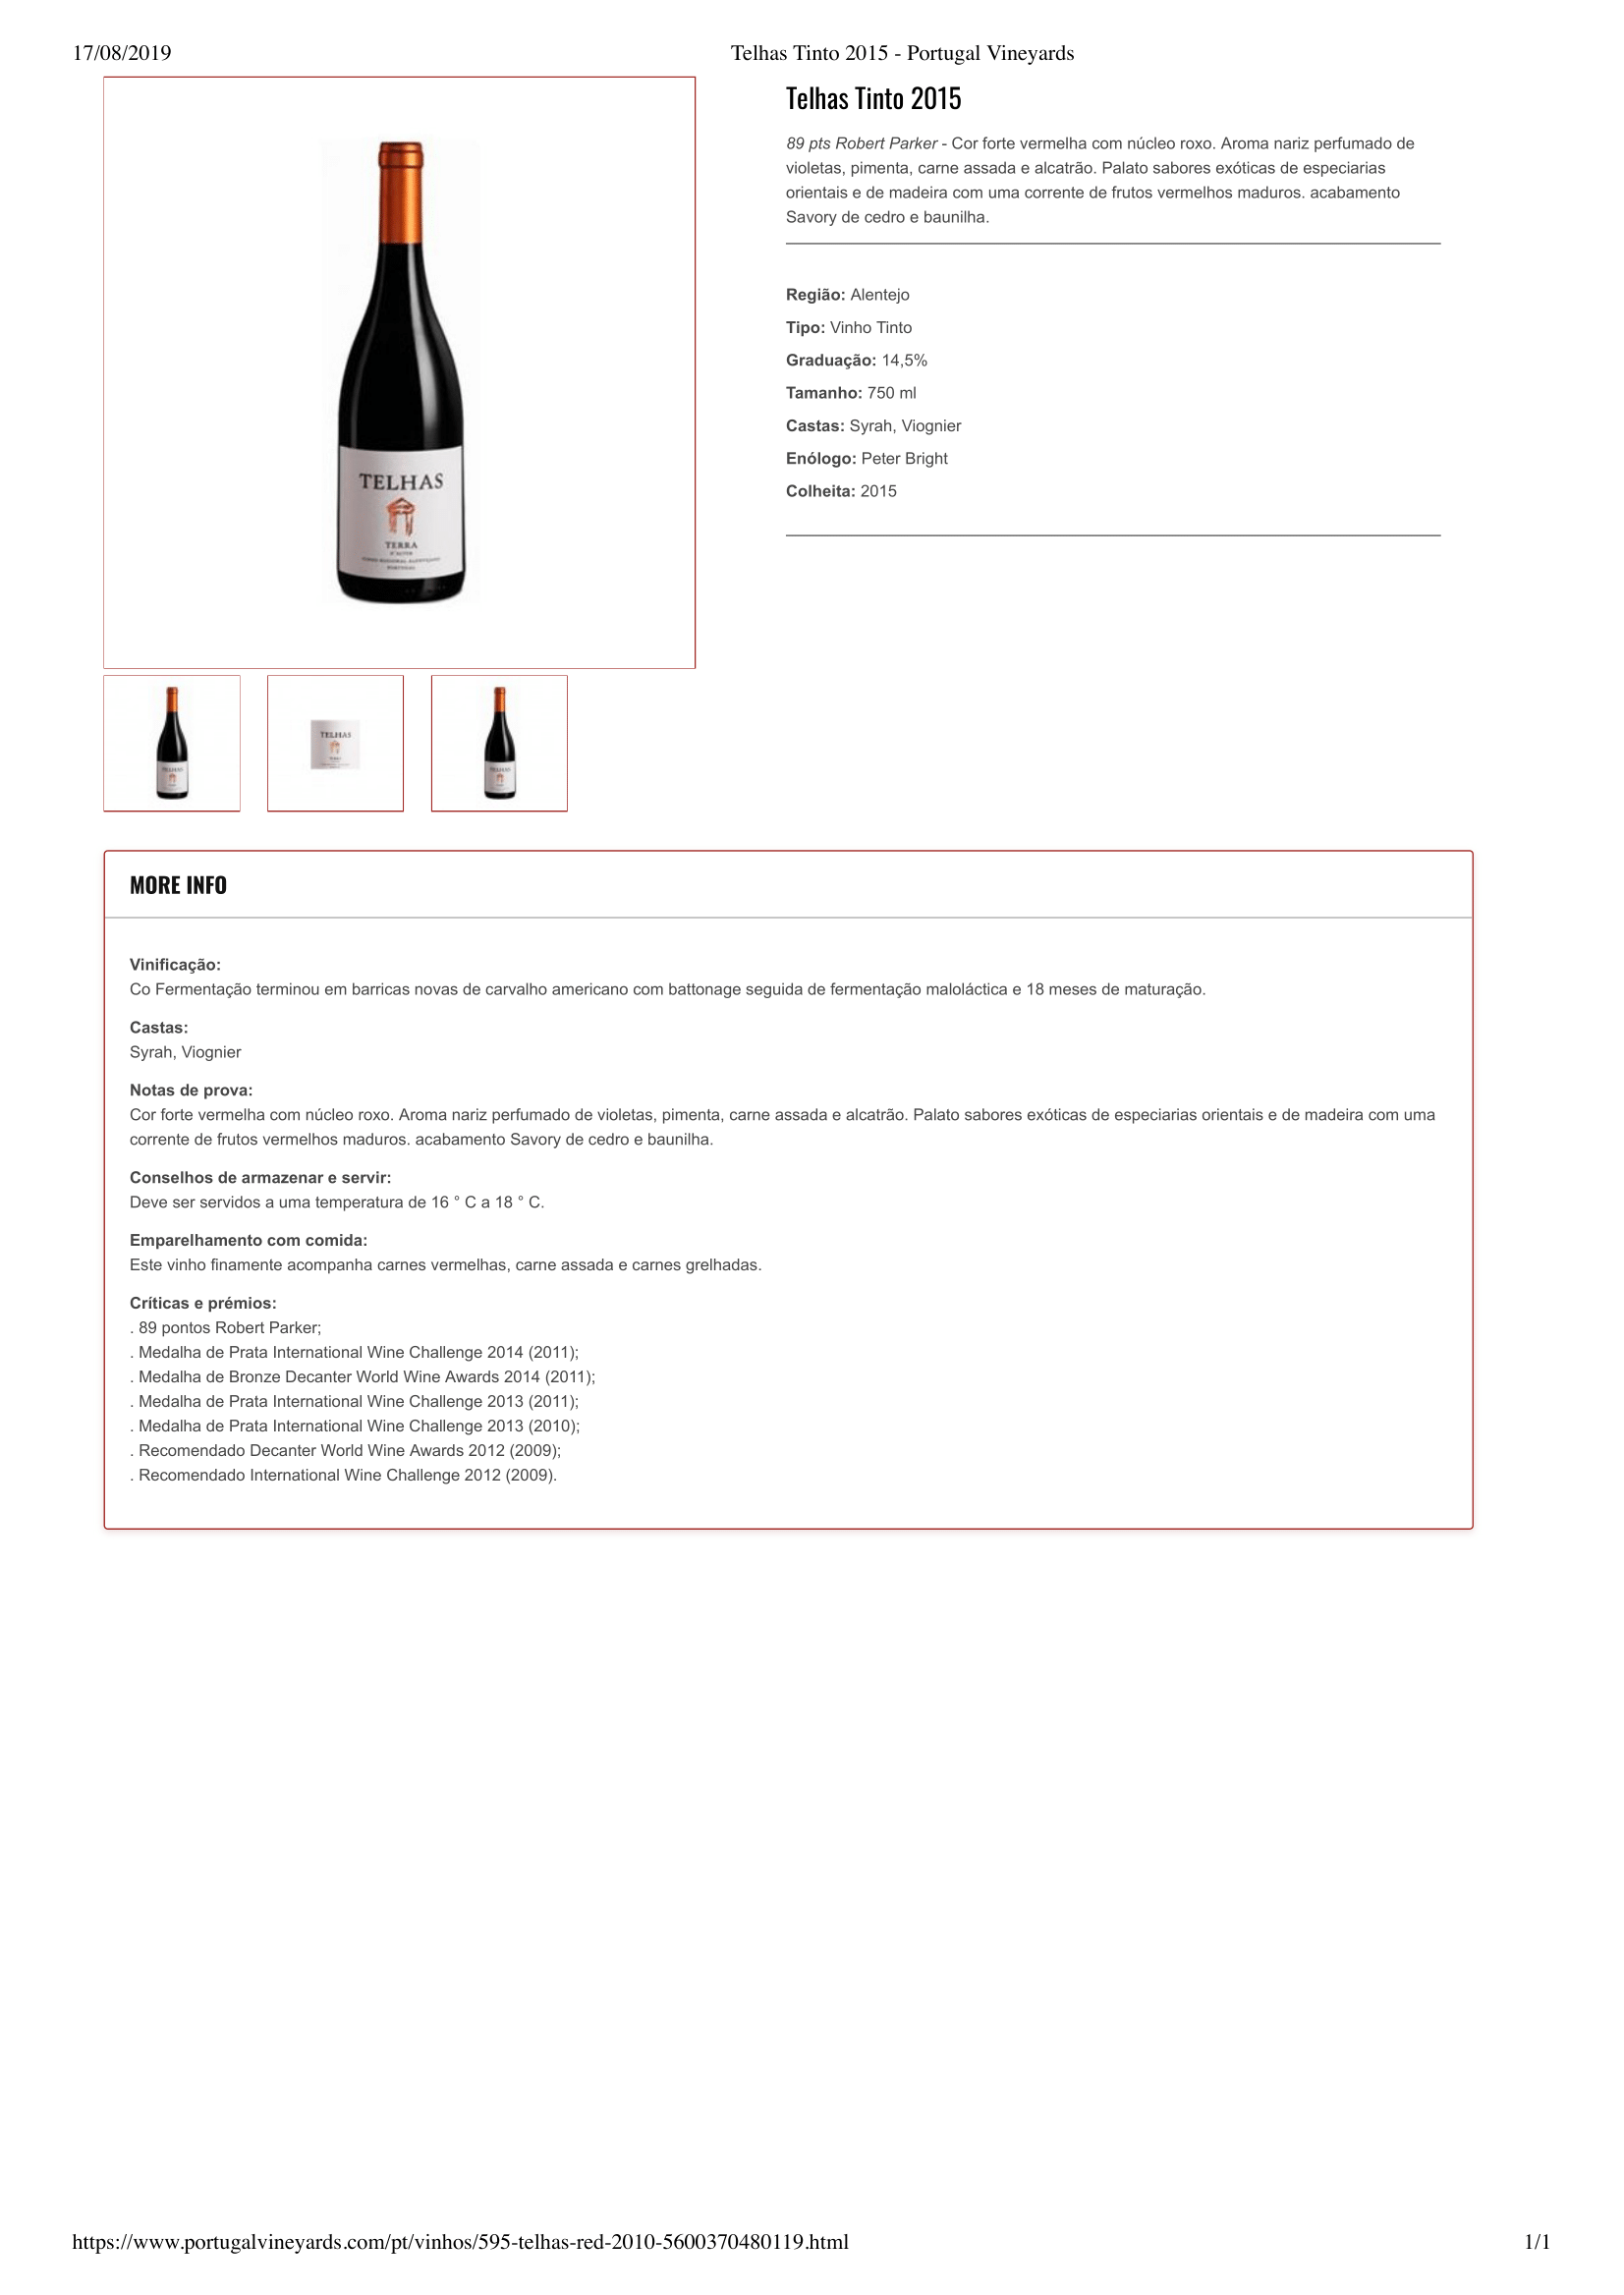 17/08/2019
Telhas Tinto 2015 - Portugal Vineyards
TELHAS
TERRA
D'ALTER
VINHO REGIONAL ALENTEJANO
PORTUGAL
TELHAS
Telhas Tinto 2015
89 pts Robert Parker - Cor forte vermelha com núcleo roxo. Aroma nariz perfumado de
violetas, pimenta, carne assada e alcatrão. Palato sabores exóticas de especiarias
orientais e de madeira com uma corrente de frutos vermelhos maduros. acabamento
Savory de cedro e baunilha.
Região: Alentejo
Tipo: Vinho Tinto
Graduação: 14,5%
Tamanho: 750 ml
Castas: Syrah, Viognier
Enólogo: Peter Bright
Colheita: 2015
MORE INFO
Vinificação:
Co Fermentação terminou em barricas novas de carvalho americano com battonage seguida de fermentação maloláctica e 18 meses de maturação.
Castas:
Syrah, Viognier
Notas de prova:
Cor forte vermelha com núcleo roxo. Aroma nariz perfumado de violetas, pimenta, carne assada e alcatrão. Palato sabores exóticas de especiarias orientais e de madeira com uma
corrente de frutos vermelhos maduros. acabamento Savory de cedro e baunilha.
Conselhos de armazenar e servir:
Deve ser servidos a uma temperatura de 16 ° C a 18 ° C.
Emparelhamento com comida:
Este vinho finamente acompanha carnes vermelhas, carne assada e carnes grelhadas.
Críticas e prémios:
. 89 pontos Robert Parker;
. Medalha de Prata International Wine Challenge 2014 (2011);
. Medalha de Bronze Decanter World Wine Awards 2014 (2011);
. Medalha de Prata International Wine Challenge 2013 (2011);
. Medalha de Prata International Wine Challenge 2013 (2010);
. Recomendado Decanter World Wine Awards 2012 (2009);
. Recomendado International Wine Challenge 2012 (2009).
https://www.portugalvineyards.com/pt/vinhos/595-telhas-red-2010-5600370480119.html
1/1